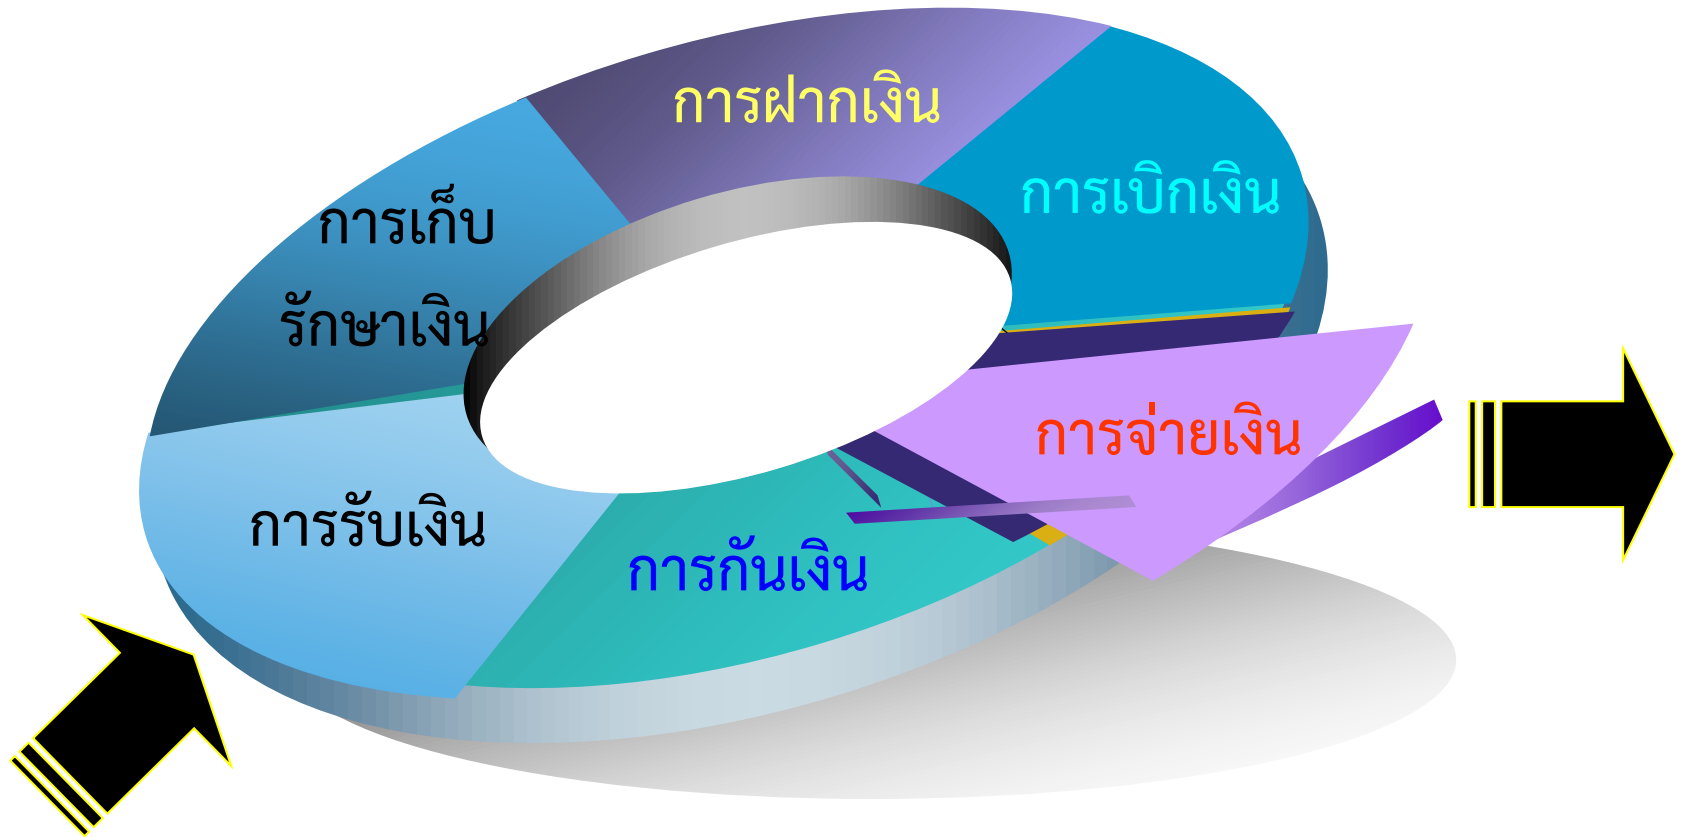 การฝากเงิน
การเบิกเงิน
การเก็บ
รักษาเงิน
การจ่ายเงิน
การรับเงิน
การกันเงิน